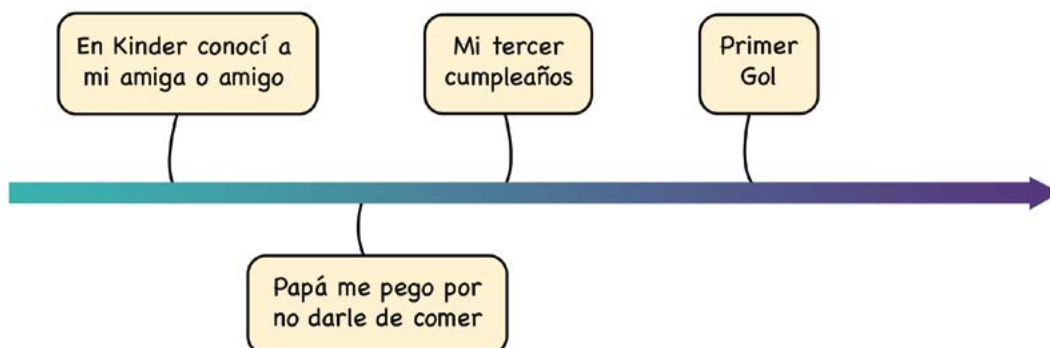 En Kinder conocí a
mi amiga o amigo
Mi tercer
cumpleaños
Primer
Gol
Papá me pego por
no darle de comer